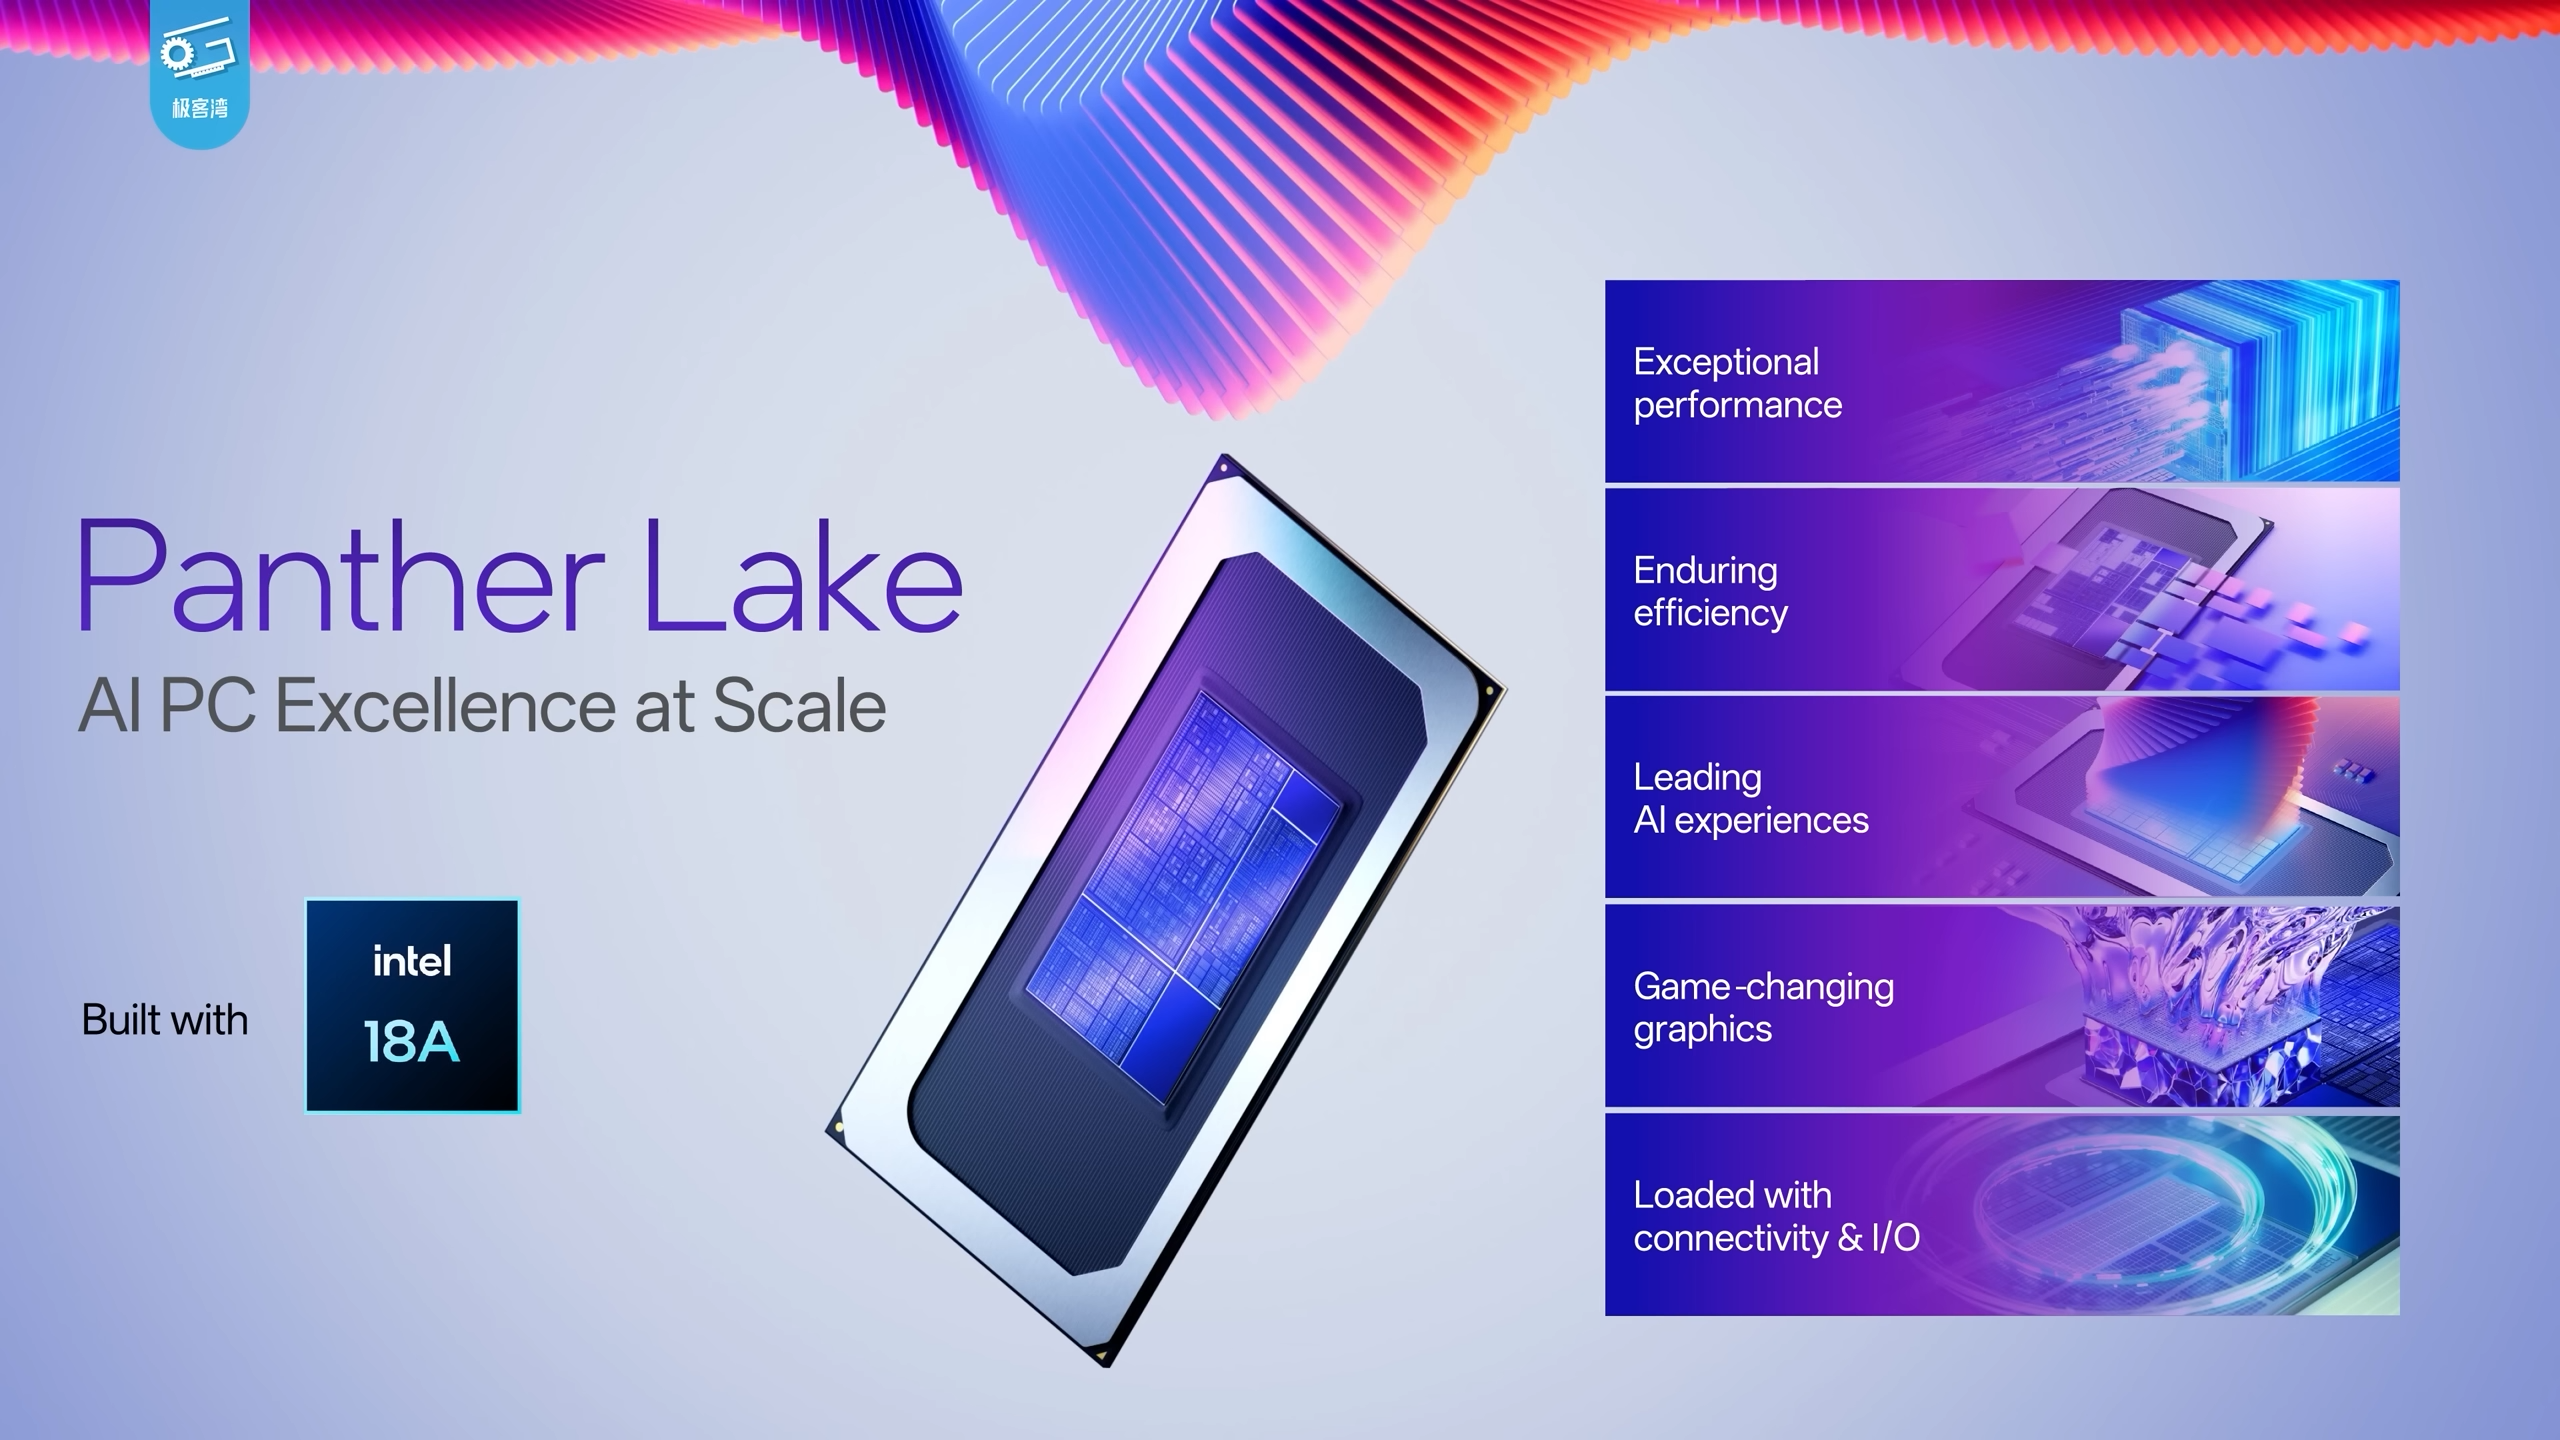 极客湾
Panther Lake
AI PC Excellence at Scale
Built with
intel
18A
Exceptional
performance
Enduring
efficiency
Leading
AI experiences
Game-changing
graphics
Loaded with
connectivity & I/O